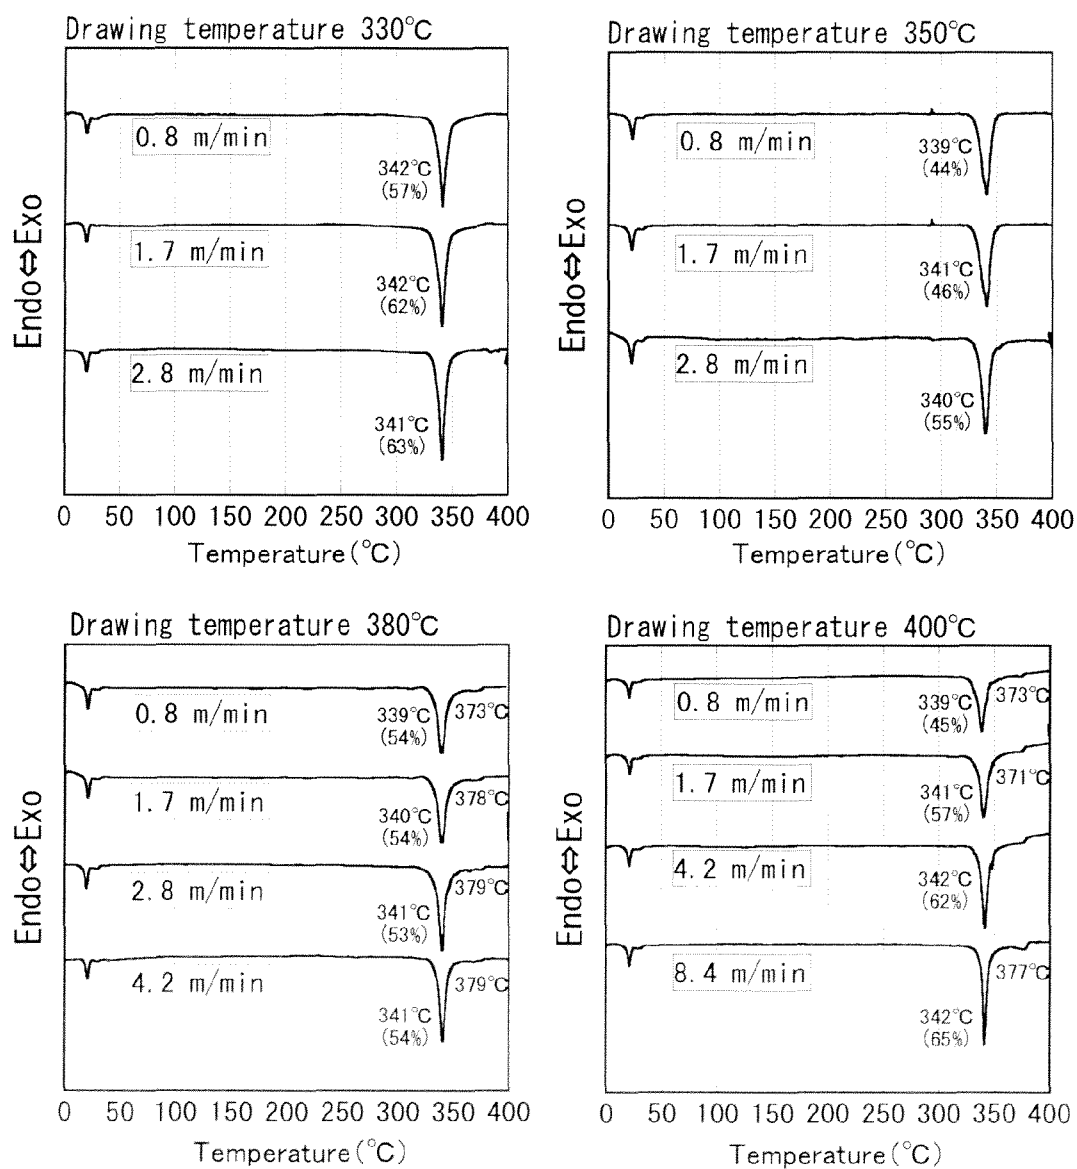 Drawing temperature 330℃
Endo⇔Exo
0.8 m/min
342℃
(57%)
1.7 m/min
342℃
(62%)
2.8 m/min
341℃
(63%)
0 50 100 150 200 250 300 350 400
Temperature(℃)
Drawing temperature 350℃
Endo⇔Exo
0.8 m/min
339℃
(44%)
1.7 m/min
341℃
(46%)
2.8 m/min
340℃
(55%)
0 50 100 150 200 250 300 350 400
Temperature(℃)
Drawing temperature 380℃
Endo⇔Exo
0.8 m/min
339℃ 373℃
(54%)
1.7 m/min
378℃
340℃
(54%)
2.8 m/min
379℃
341℃
(53%)
4.2 m/min 379℃
341℃
(54%)
0 50 100 150 200 250 300 350 400
Temperature(℃)
Drawing temperature 400℃
Endo⇔Exo
0.8 m/min
339℃ 373℃
(45%)
1.7 m/min
371℃
341℃
(57%)
4.2 m/min
342℃
(62%)
8.4 m/min 377℃
342℃
(65%)
0 50 100 150 200 250 300 350 400
Temperature(℃)